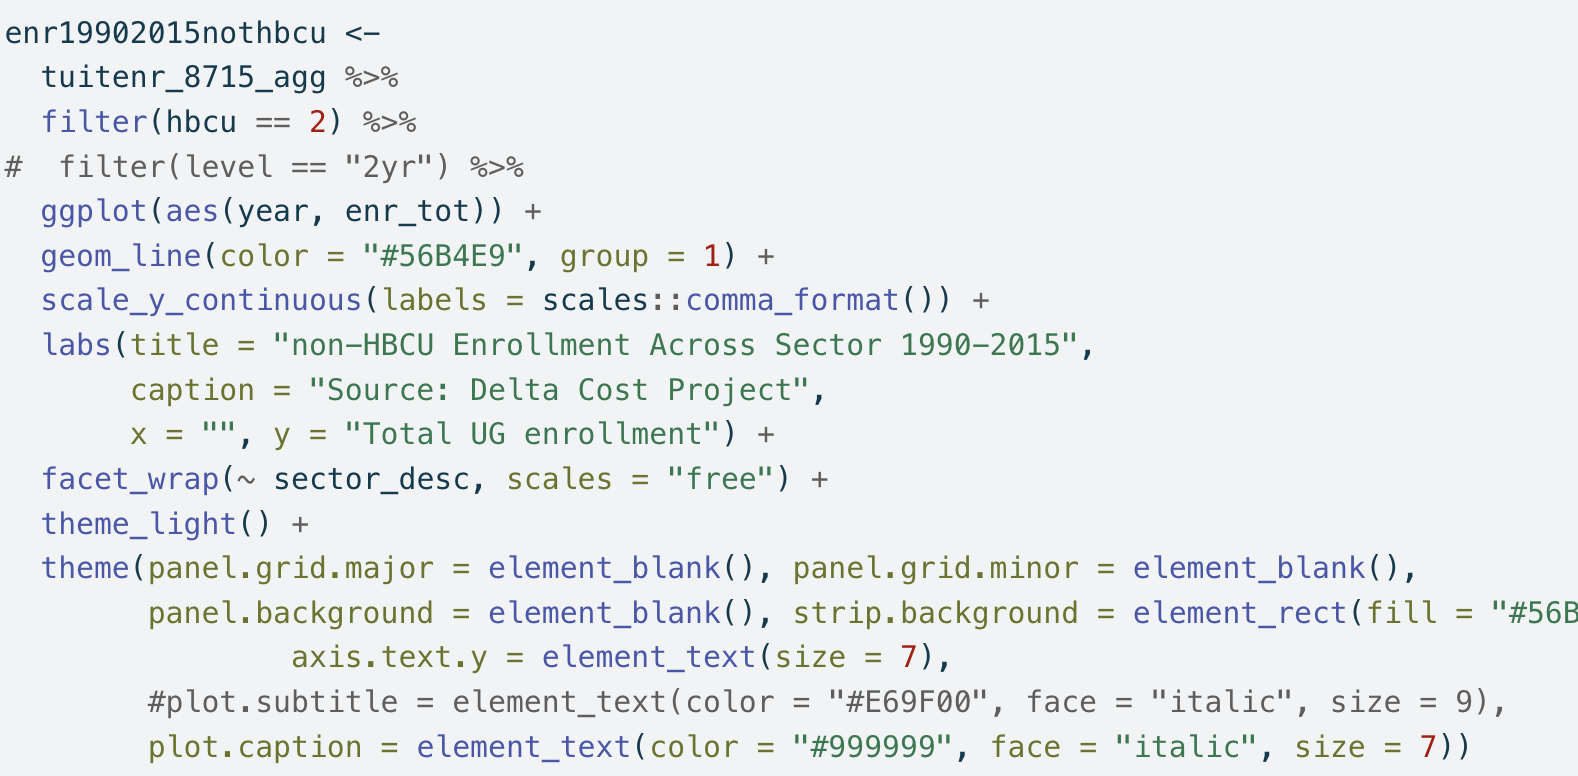 enr19902015nothbcu <-
  tuitenr_8715_agg %>%
  filter(hbcu == 2) %>%
#  filter(level == "2yr") %>%
  ggplot(aes(year, enr_tot)) +
  geom_line(color = "#56B4E9", group = 1) +
  scale_y_continuous(labels = scales::comma_format()) +
  labs(title = "non-HBCU Enrollment Across Sector 1990-2015",
       caption = "Source: Delta Cost Project",
       x = "", y = "Total UG enrollment") +
  facet_wrap(~ sector_desc, scales = "free") +
  theme_light() +
  theme(panel.grid.major = element_blank(), panel.grid.minor = element_blank(),
        panel.background = element_blank(), strip.background = element_rect(fill = "#56B
                axis.text.y = element_text(size = 7),
        #plot.subtitle = element_text(color = "#E69F00", face = "italic", size = 9),
        plot.caption = element_text(color = "#999999", face = "italic", size = 7))